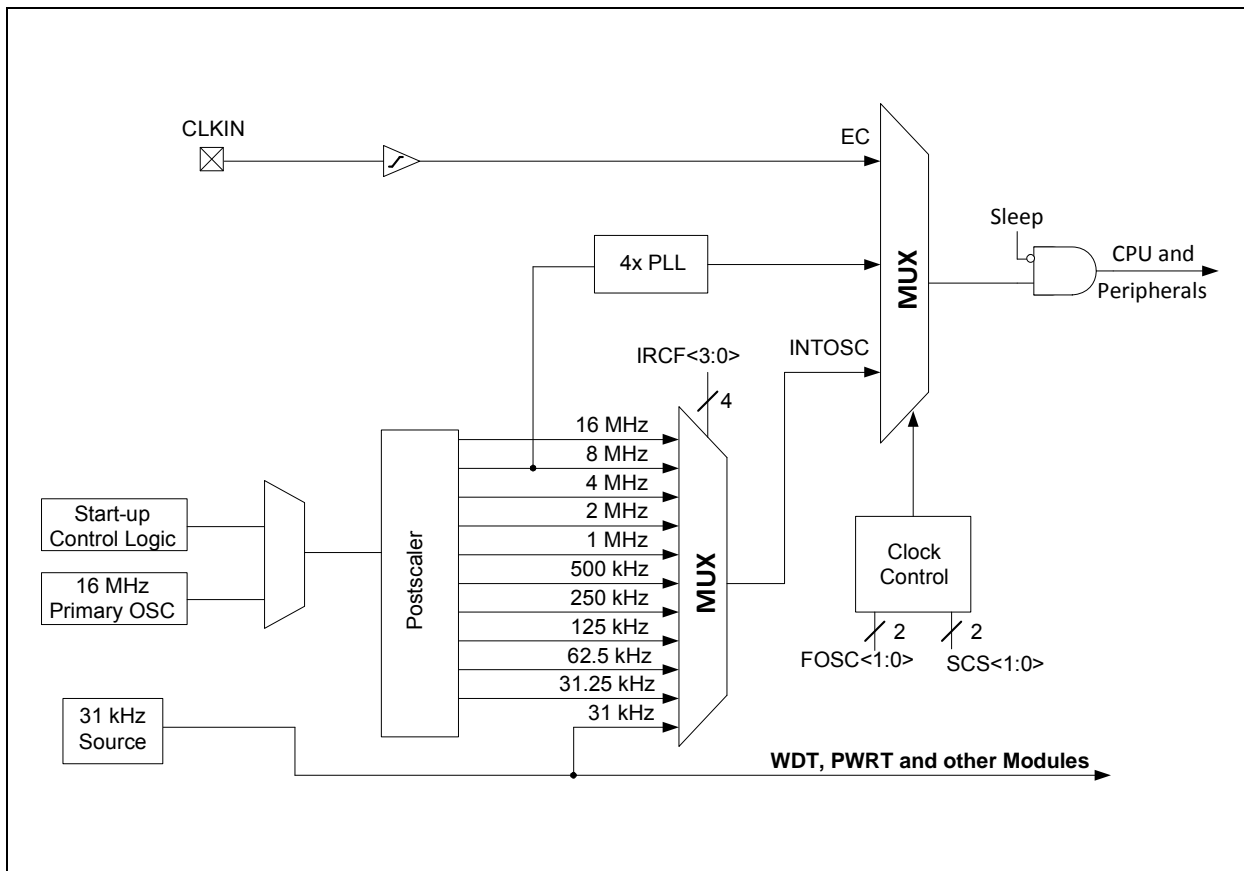 CLKIN
EC
Sleep
4x PLL
MUX
CPU and
Peripherals
IRCF<3:0>
4
INTOSC
16 MHz
8 MHz
4 MHz
2 MHz
1 MHz
500 kHz
250 kHz
125 kHz
62.5 kHz
31.25 kHz
31 kHz
Start-up
Control Logic
16 MHz
Primary OSC
Postscaler
MUX
Clock
Control
2
2
FOSC<1:0>
SCS<1:0>
31 kHz
Source
WDT, PWRT and other Modules